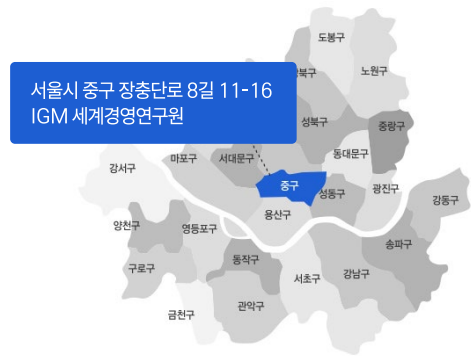 도봉구
노원구
북구
서울시 중구 장충단로 8길 11-16
IGM 세계경영연구원
성북구
중랑구
동대문구
마포구
서대문구
강서구
중구
성동구
광진구
강동구
용산구
양천구
영등포구
송파구
동작구
구로구
서초구
강남구
관악구
금천구